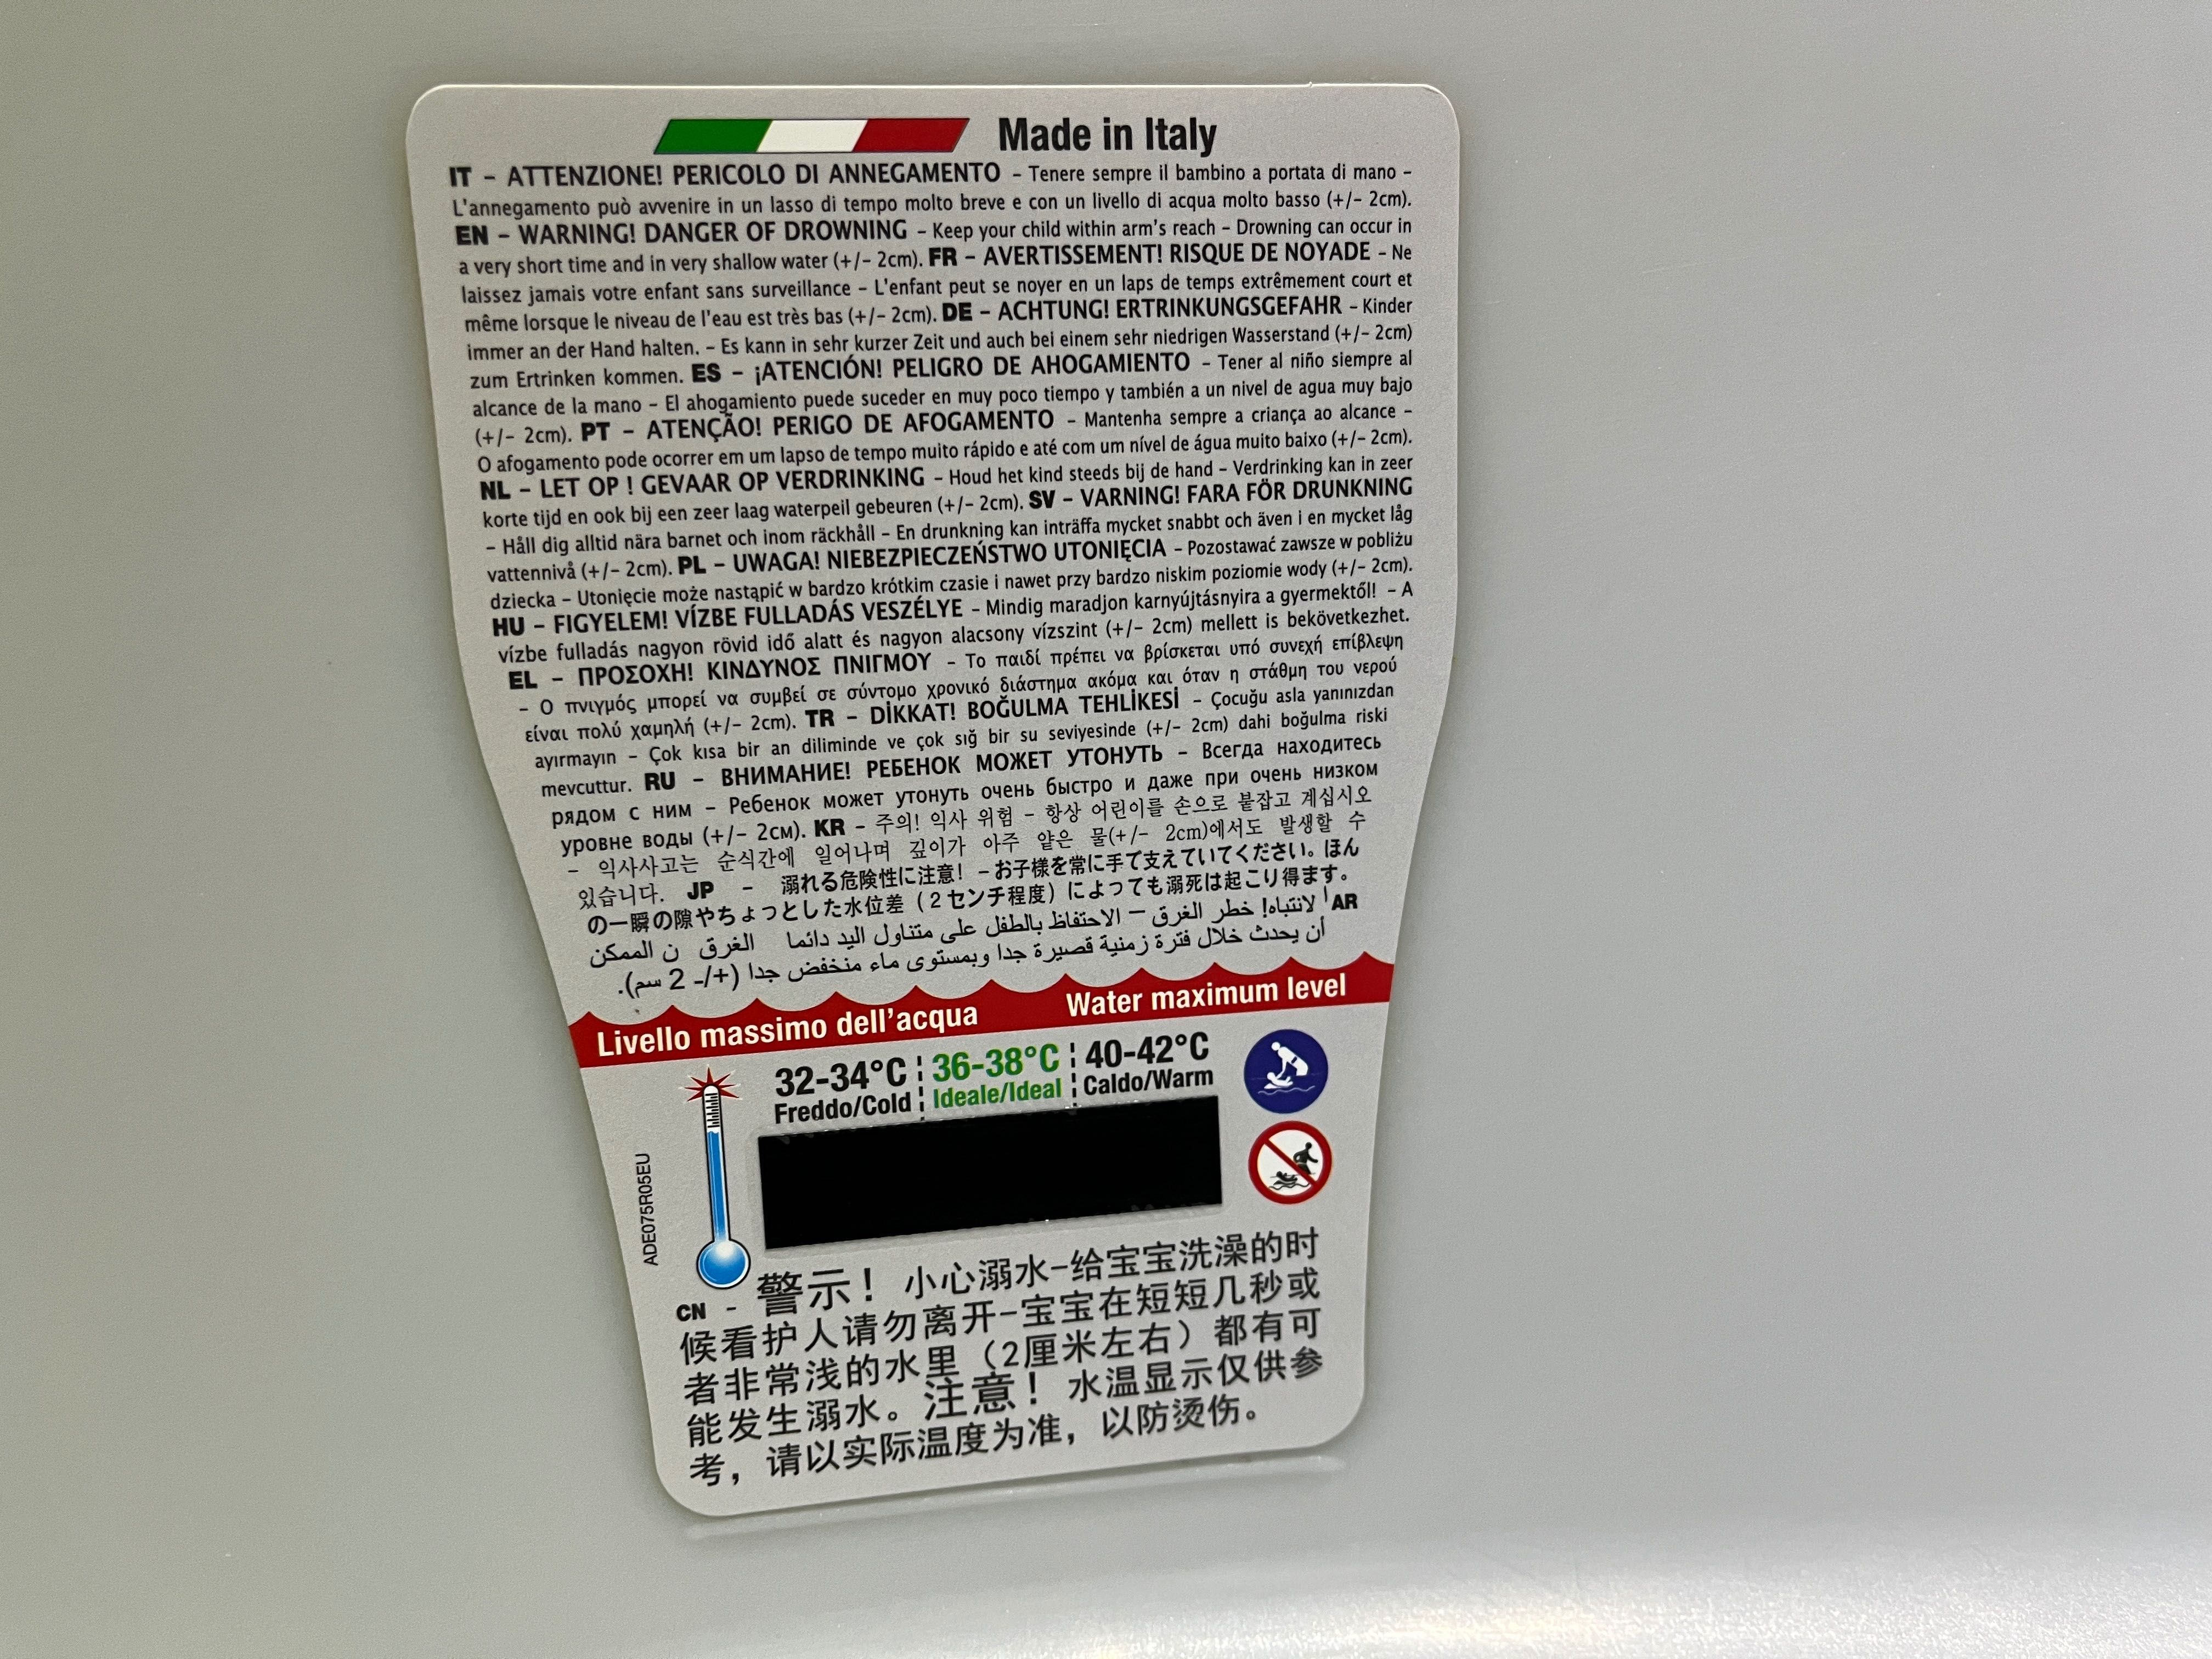 Made in Italy
IT – ATTENZIONE! PERICOLO DI ANNEGAMENTO – Tenere sempre il bambino a portata di mano –
L'annegamento può avvenire in un lasso di tempo molto breve e con un livello di acqua molto basso (+/– 2cm).
EN – WARNING! DANGER OF DROWNING – Keep your child within arm's reach – Drowning can occur in
a very short time and in very shallow water (+/– 2cm). FR – AVERTISSEMENT! RISQUE DE NOYADE – Ne
laissez jamais votre enfant sans surveillance – L'enfant peut se noyer en un laps de temps extrêmement court et
même lorsque le niveau de l'eau est très bas (+/– 2cm). DE – ACHTUNG! ERTRINKUNGSGEFAHR – Kinder
immer an der Hand halten. – Es kann in sehr kurzer Zeit und auch bei einem sehr niedrigen Wasserstand (+/– 2cm)
zum Ertrinken kommen. ES – ¡ATENCIÓN! PELIGRO DE AHOGAMIENTO – Tener al niño siempre al
alcance de la mano – El ahogamiento puede suceder en muy poco tiempo y también a un nivel de agua muy bajo
(+/– 2cm). PT – ATENÇÃO! PERIGO DE AFOGAMENTO – Mantenha sempre a criança ao alcance –
O afogamento pode ocorrer em um lapso de tempo muito rápido e até com um nível de água muito baixo (+/– 2cm).
NL – LET OP ! GEVAAR OP VERDRINKING – Houd het kind steeds bij de hand – Verdrinking kan in zeer
korte tijd en ook bij een zeer laag waterpeil gebeuren (+/– 2cm). SV – VARNING! FARA FÖR DRUNKNING
– Håll dig alltid nära barnet och inom räckhåll – En drunkning kan inträffa mycket snabbt och även i en mycket låg
vattennivå (+/– 2cm). PL – UWAGA! NIEBEZPIECZEŃSTWO UTONIĘCIA – Pozostawać zawsze w pobliżu
dziecka – Utonięcie może nastąpić w bardzo krótkim czasie i nawet przy bardzo niskim poziomie wody (+/– 2cm).
HU – FIGYELEM! VÍZBE FULLADÁS VESZÉLYE – Mindig maradjon karnyújtásnyira a gyermektől! – A
vízbe fulladás nagyon rövid idő alatt és nagyon alacsony vízszint (+/– 2cm) mellett is bekövetkezhet.
EL – ΠΡΟΣΟΧΗ! ΚΙΝΔΥΝΟΣ ΠΝΙΓΜΟΥ – Το παιδί πρέπει να βρίσκεται υπό συνεχή επίβλεψη
– Ο πνιγμός μπορεί να συμβεί σε σύντομο χρονικό διάστημα ακόμα και όταν η στάθμη του νερού
είναι πολύ χαμηλή (+/– 2cm). TR – DİKKAT! BOĞULMA TEHLİKESİ – Çocuğu asla yanınızdan
ayırmayın – Çok kısa bir an diliminde ve çok sığ bir su seviyesinde (+/– 2cm) dahi boğulma riski
mevcuttur. RU – ВНИМАНИЕ! РЕБЕНОК МОЖЕТ УТОНУТЬ – Всегда находитесь
рядом с ним – Ребенок может утонуть очень быстро и даже при очень низком
уровне воды (+/– 2см). KR – 주의! 익사 위험 – 항상 어린이를 손으로 붙잡고 계십시오
– 익사사고는 순식간에 일어나며 깊이가 아주 얕은 물(+/– 2cm)에서도 발생할 수
있습니다. JP – 溺れる危険性に注意! –お子様を常に手で支えていてください。ほん
の一瞬の隙やちょっとした水位差(2センチ程度)によっても溺死は起こり得ます。
AR الانتباه! خطر الغرق – الاحتفاظ بالطفل على متناول اليد دائما الغرق ن الممكن
أن يحدث خلال فترة زمنية قصيرة جدا وبمستوى ماء منخفض جدا (+/- 2 سم).
Livello massimo dell'acqua Water maximum level
32-34°C 36-38°C 40-42°C
Freddo/Cold Ideale/Ideal Caldo/Warm
ADE075R05EU
CN - 警示! 小心溺水-给宝宝洗澡的时
候看护人请勿离开-宝宝在短短几秒或
者非常浅的水里(2厘米左右)都有可
能发生溺水。注意! 水温显示仅供参
考,请以实际温度为准,以防烫伤。